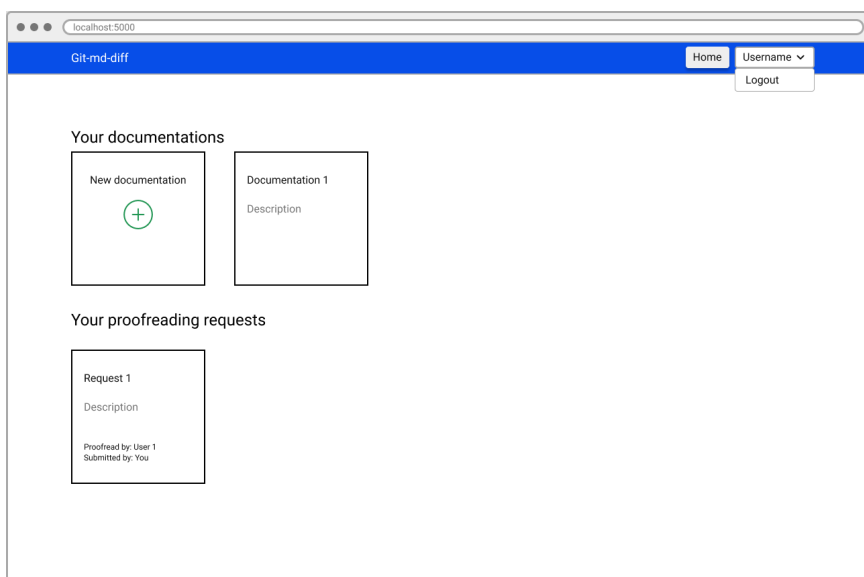 localhost:5000
Git-md-diff
Home
Username
Logout
Your documentations
New documentation
Documentation 1
Description
Your proofreading requests
Request 1
Description
Proofread by: User 1
Submitted by: You